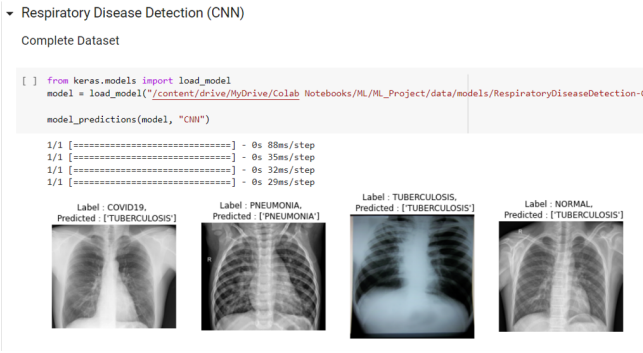 Respiratory Disease Detection (CNN)
Complete Dataset
[ ] from keras.models import load_model
model = load_model("/content/drive/MyDrive/Colab Notebooks/ML/ML_Project/data/models/RespiratoryDiseaseDetection-
model_predictions(model, "CNN")
1/1 [==============================] - 0s 88ms/step
1/1 [==============================] - 0s 35ms/step
1/1 [==============================] - 0s 32ms/step
1/1 [==============================] - 0s 29ms/step
Label : COVID19,
Predicted : ['TUBERCULOSIS']
Label : PNEUMONIA,
Predicted : ['PNEUMONIA']
R
Label : TUBERCULOSIS,
Predicted : ['TUBERCULOSIS']
Label : NORMAL,
Predicted : ['TUBERCULOSIS']